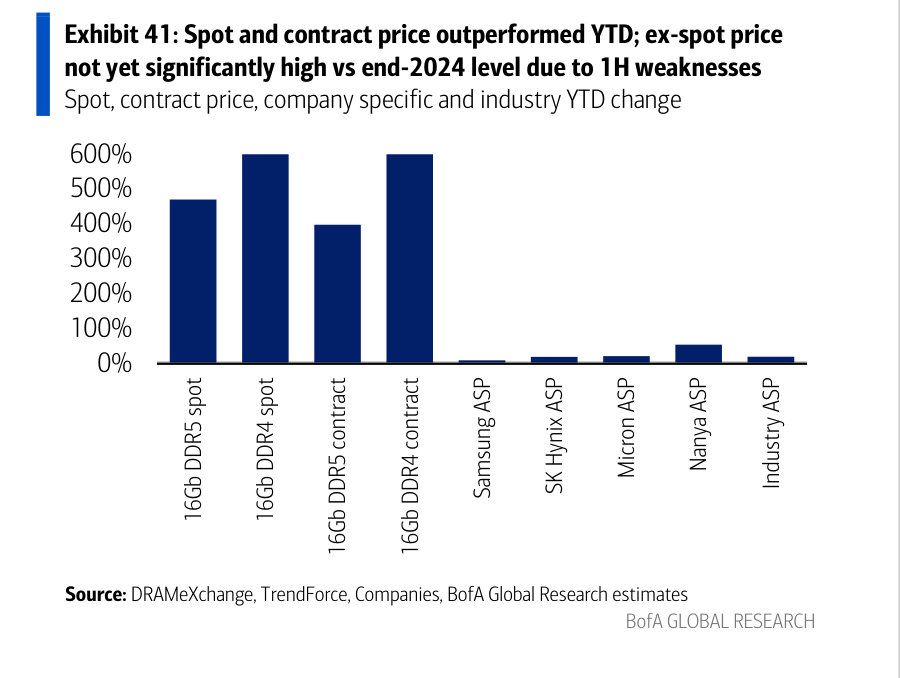 Exhibit 41: Spot and contract price outperformed YTD; ex-spot price
not yet significantly high vs end-2024 level due to 1H weaknesses
Spot, contract price, company specific and industry YTD change
600%
500%
400%
300%
200%
100%
0%
16Gb DDR5 spot
16Gb DDR4 spot
16Gb DDR5 contract
16Gb DDR4 contract
Samsung ASP
SK Hynix ASP
Micron ASP
Nanya ASP
Industry ASP
Source: DRAMeXchange, TrendForce, Companies, BofA Global Research estimates
BofA GLOBAL RESEARCH